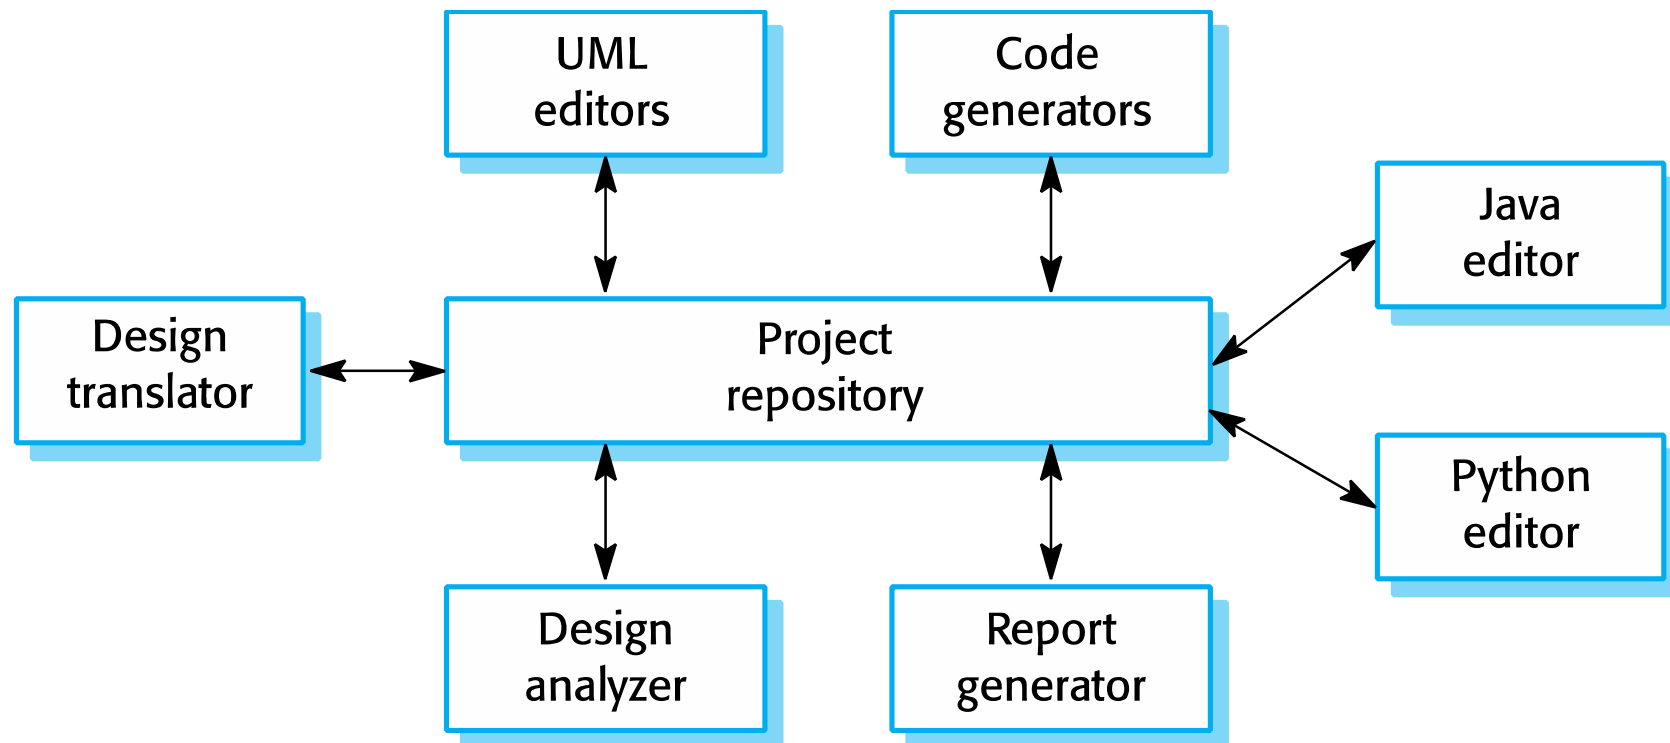 UML
editors
Code
generators
Java
editor
Design
translator
Project
repository
Python
editor
Design
analyzer
Report
generator